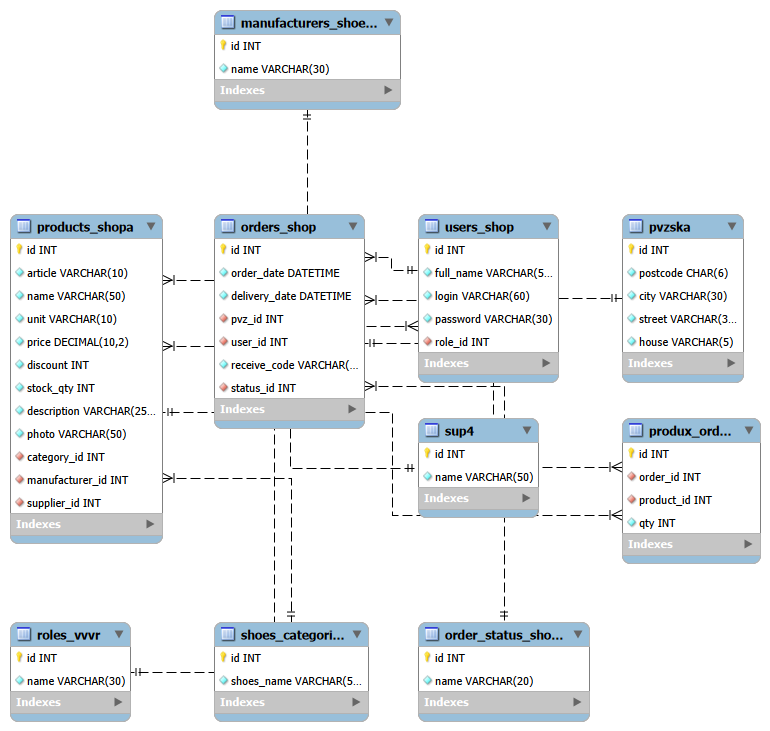 manufacturers_shoe...
id INT
name VARCHAR(30)
Indexes
products_shopa
id INT
article VARCHAR(10)
name VARCHAR(50)
unit VARCHAR(10)
price DECIMAL(10,2)
discount INT
stock_qty INT
description VARCHAR(25...
photo VARCHAR(50)
category_id INT
manufacturer_id INT
supplier_id INT
Indexes
orders_shop
id INT
order_date DATETIME
delivery_date DATETIME
pvz_id INT
user_id INT
receive_code VARCHAR(...
status_id INT
Indexes
users_shop
id INT
full_name VARCHAR(5...
login VARCHAR(60)
password VARCHAR(30)
role_id INT
Indexes
pvzska
id INT
postcode CHAR(6)
city VARCHAR(30)
street VARCHAR(3...
house VARCHAR(5)
Indexes
sup4
id INT
name VARCHAR(50)
Indexes
produx_ord...
id INT
order_id INT
product_id INT
qty INT
Indexes
roles_vvvr
id INT
name VARCHAR(30)
Indexes
shoes_categori...
id INT
shoes_name VARCHAR(5...
Indexes
order_status_sho...
id INT
name VARCHAR(20)
Indexes